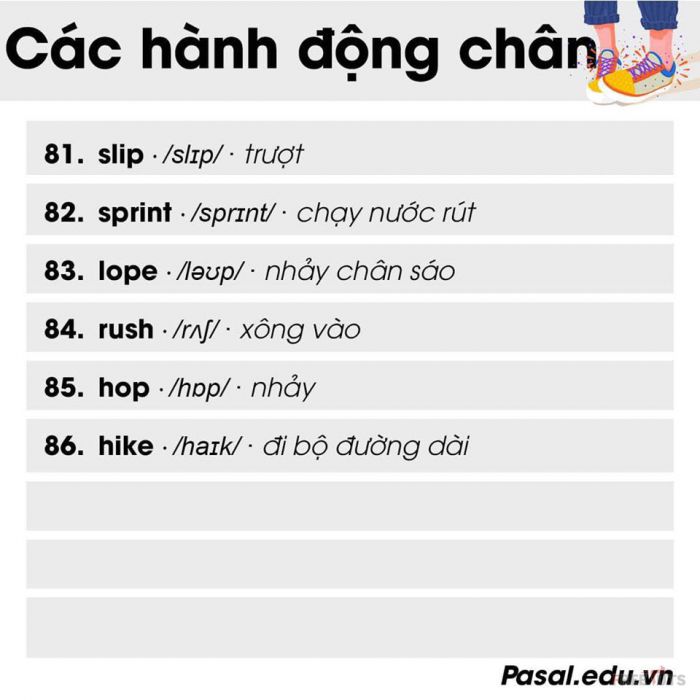 Các hành động chân
81. slip · /slɪp/ · trượt
82. sprint · /sprɪnt/ · chạy nước rút
83. lope · /ləʊp/ · nhảy chân sáo
84. rush · /rʌʃ/ · xông vào
85. hop · /hɒp/ · nhảy
86. hike · /haɪk/ · đi bộ đường dài
Pasal.edu.vn